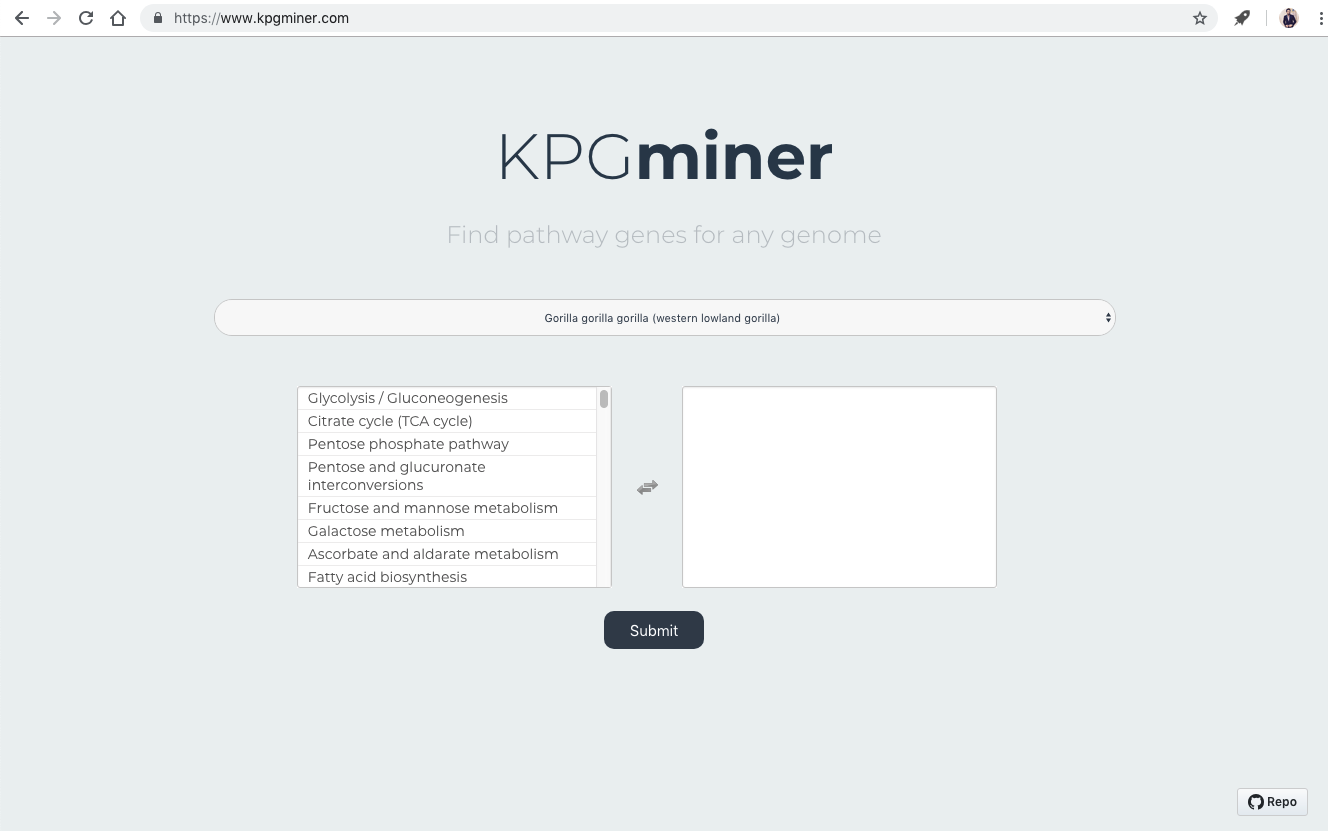 https://www.kpgminer.com
KPGminer
Find pathway genes for any genome
Gorilla gorilla gorilla (western lowland gorilla)
Glycolysis / Gluconeogenesis
Citrate cycle (TCA cycle)
Pentose phosphate pathway
Pentose and glucuronate
interconversions
Fructose and mannose metabolism
Galactose metabolism
Ascorbate and aldarate metabolism
Fatty acid biosynthesis
Submit
Repo